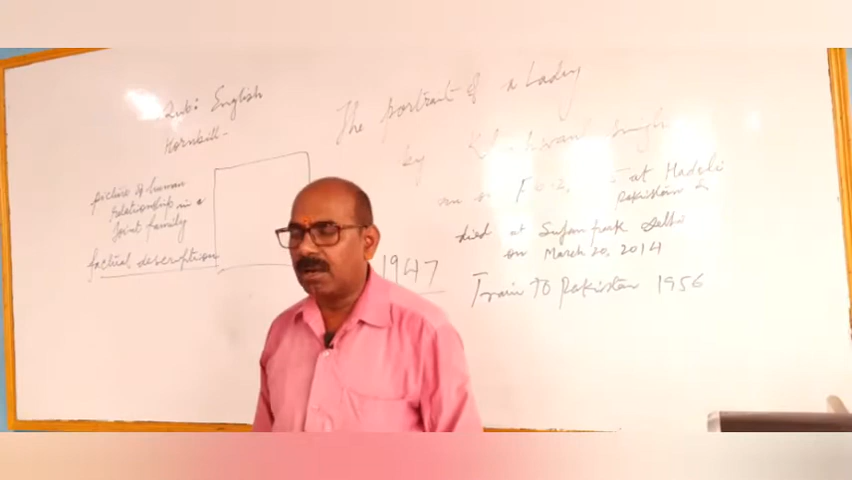 Sub: English
Hornbill-
The portrait of a Lady
by Khushwant Singh
picture of human
Relationship in a
Joint family
factual description
at Hadali
Pakistan &
died at Sujan park Delhi
on March 20, 2014
1947
Train To Pakistan 1956